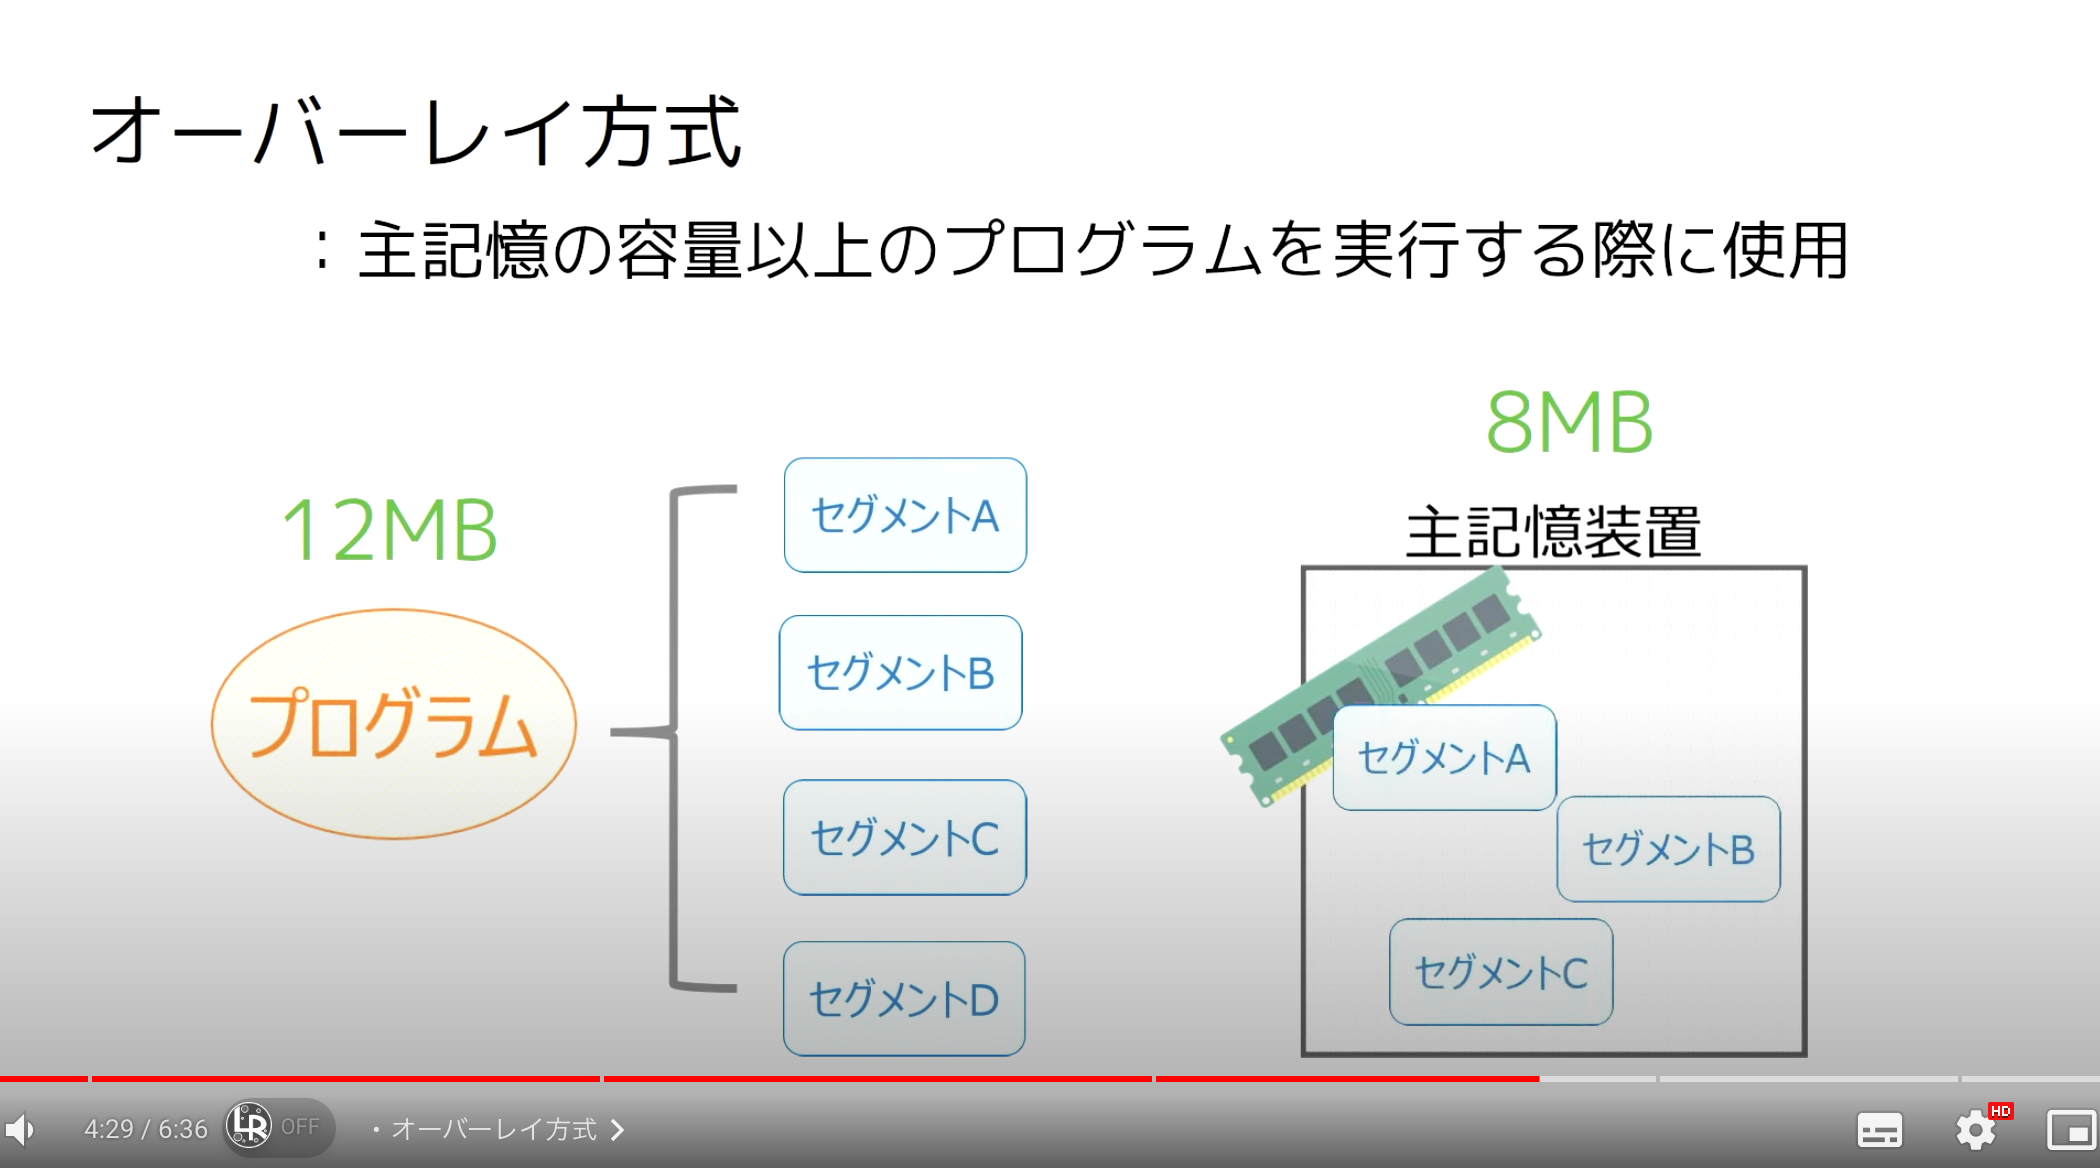 オーバーレイ方式
：主記憶の容量以上のプログラムを実行する際に使用
12MB
プログラム
セグメントA
セグメントB
セグメントC
セグメントD
8MB
主記憶装置
セグメントA
セグメントB
セグメントC
4:29 / 6:36
LR
OFF
・オーバーレイ方式
HD